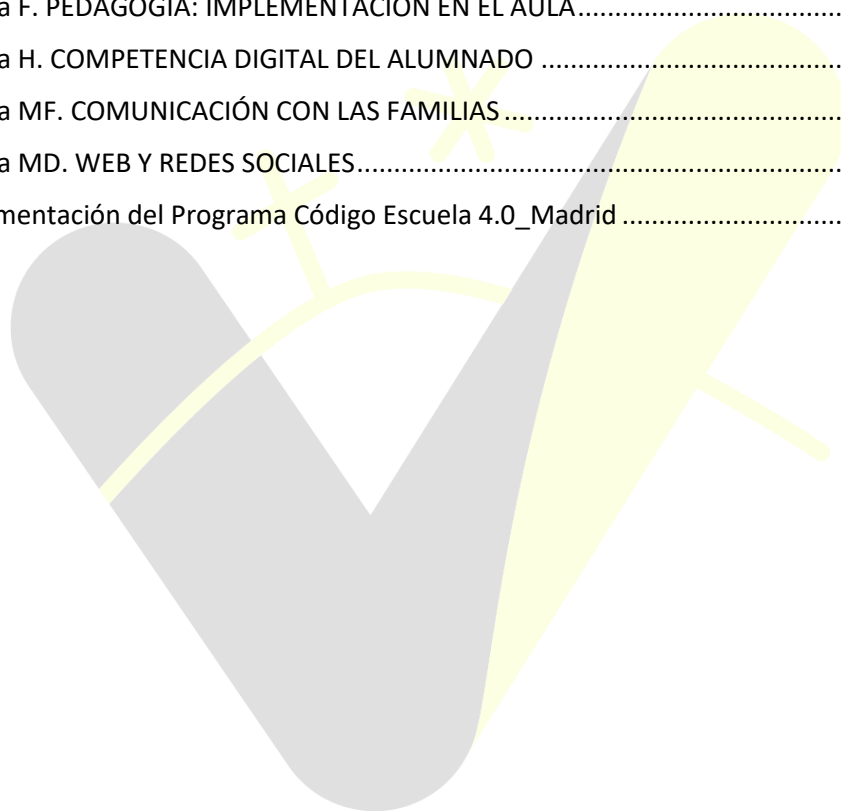 a F. PEDAGOGÍA: IMPLEMENTACIÓN EN EL AULA
a H. COMPETENCIA DIGITAL DEL ALUMNADO
a MF. COMUNICACIÓN CON LAS FAMILIAS
a MD. WEB Y REDES SOCIALES
mentación del Programa Código Escuela 4.0_Madrid